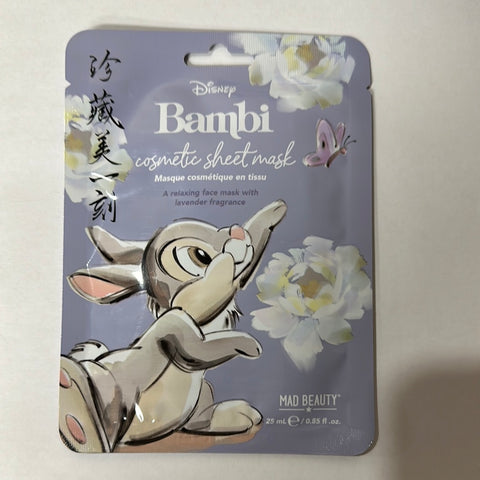 珍藏美一刻
Disney
Bambi
cosmetic sheet mask
Masque cosmétique en tissu
A relaxing face mask with
lavender fragrance
MAD BEAUTY
25 mL ℮ / 0.85 fl.oz.